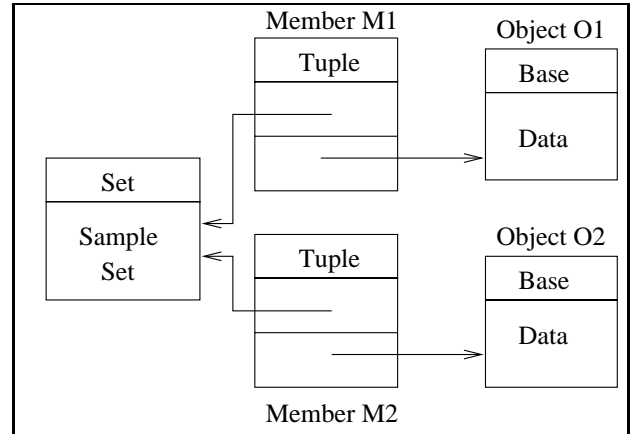 Member M1
Object O1
Tuple
Base
Data
Set
Sample
Set
Object O2
Tuple
Base
Data
Member M2